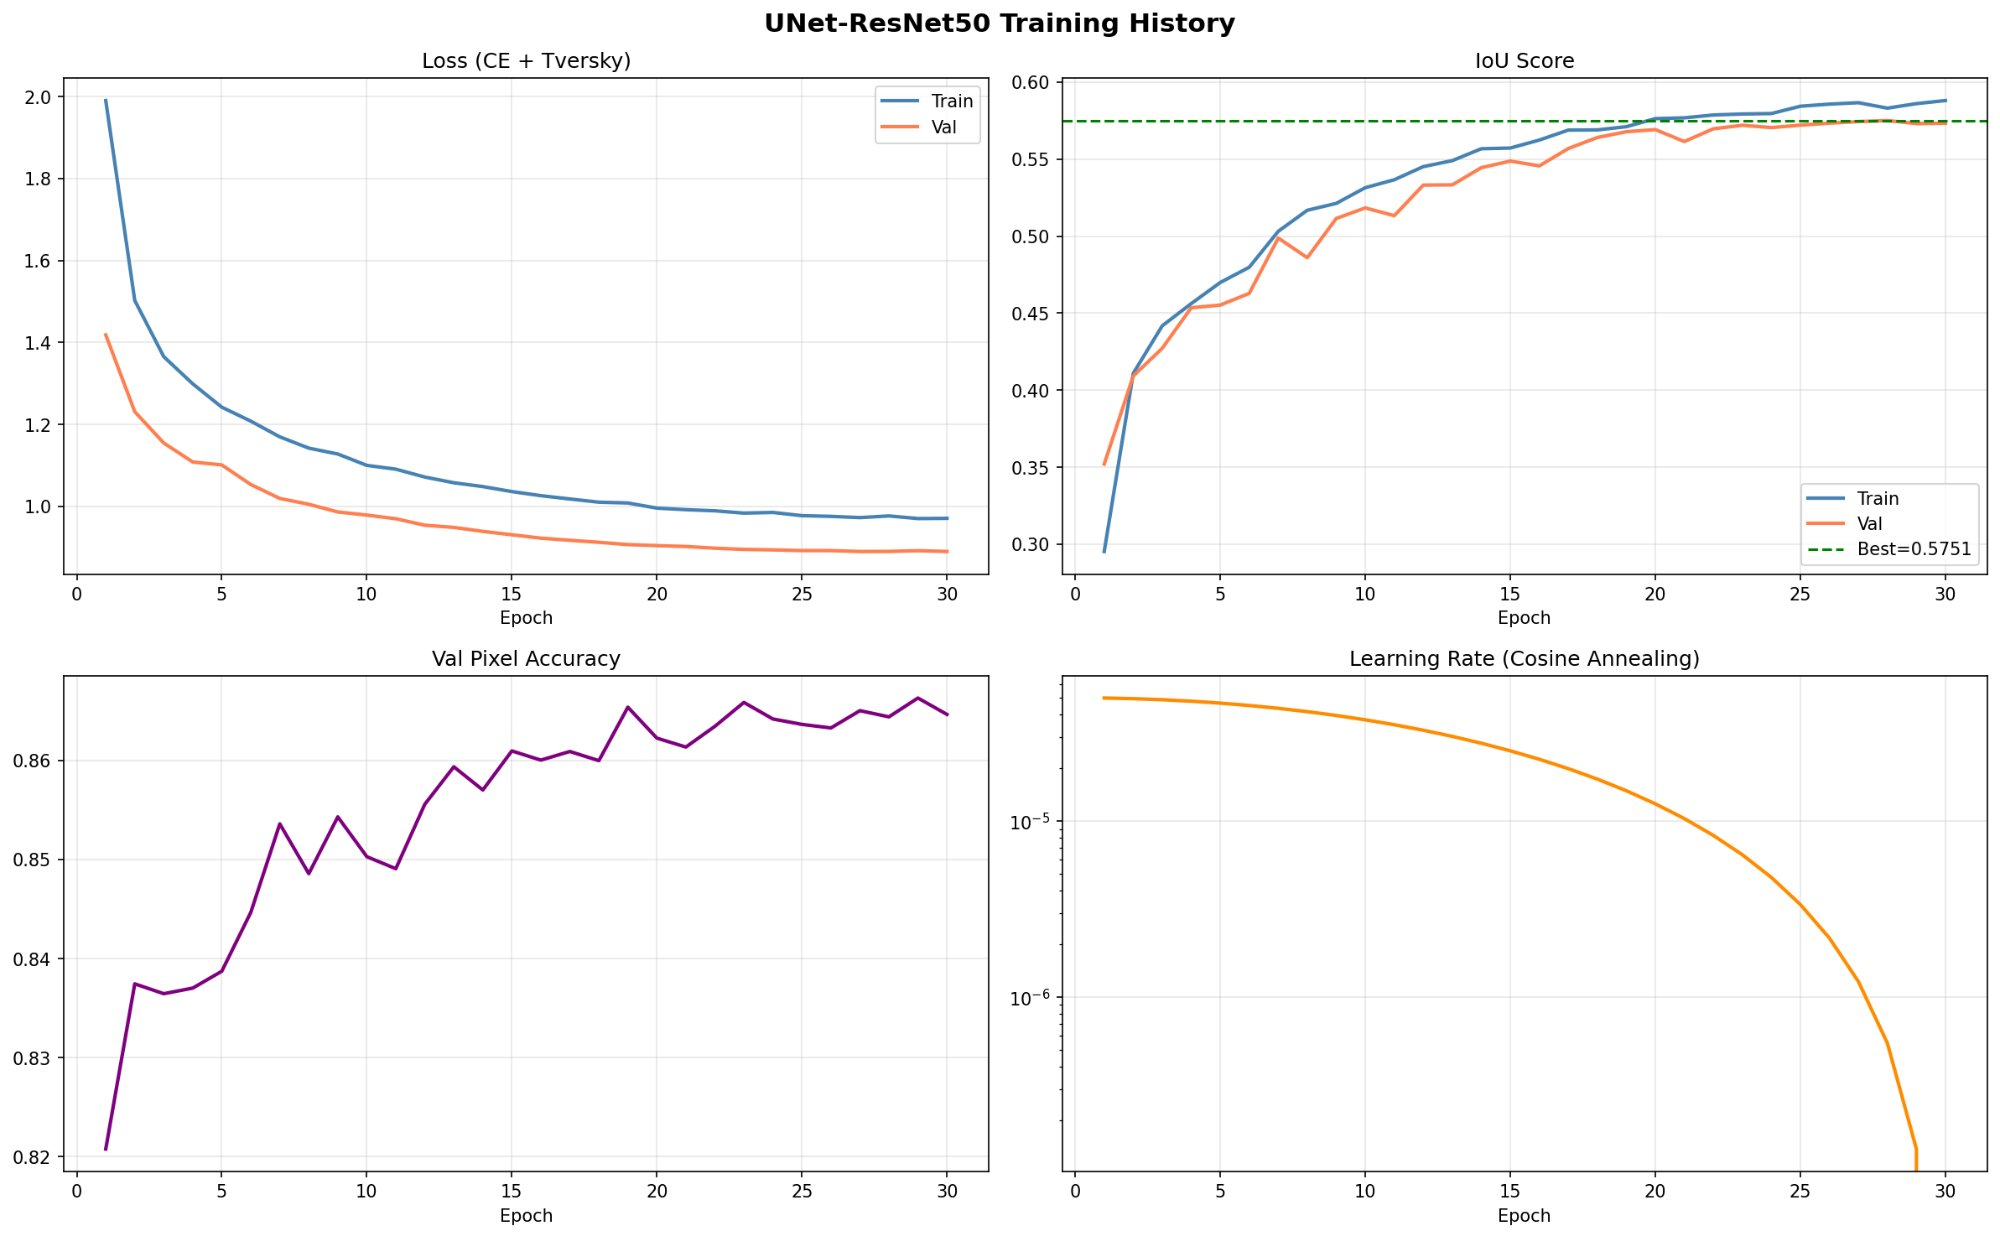 UNet-ResNet50 Training History
Loss (CE + Tversky)
2.0
1.8
1.6
1.4
1.2
1.0
Train
Val
0 5 10 15 20 25 30
Epoch
IoU Score
0.60
0.55
0.50
0.45
0.40
0.35
0.30
Train
Val
Best=0.5751
0 5 10 15 20 25 30
Epoch
Val Pixel Accuracy
0.86
0.85
0.84
0.83
0.82
0 5 10 15 20 25 30
Epoch
Learning Rate (Cosine Annealing)
10⁻⁵
10⁻⁶
0 5 10 15 20 25 30
Epoch